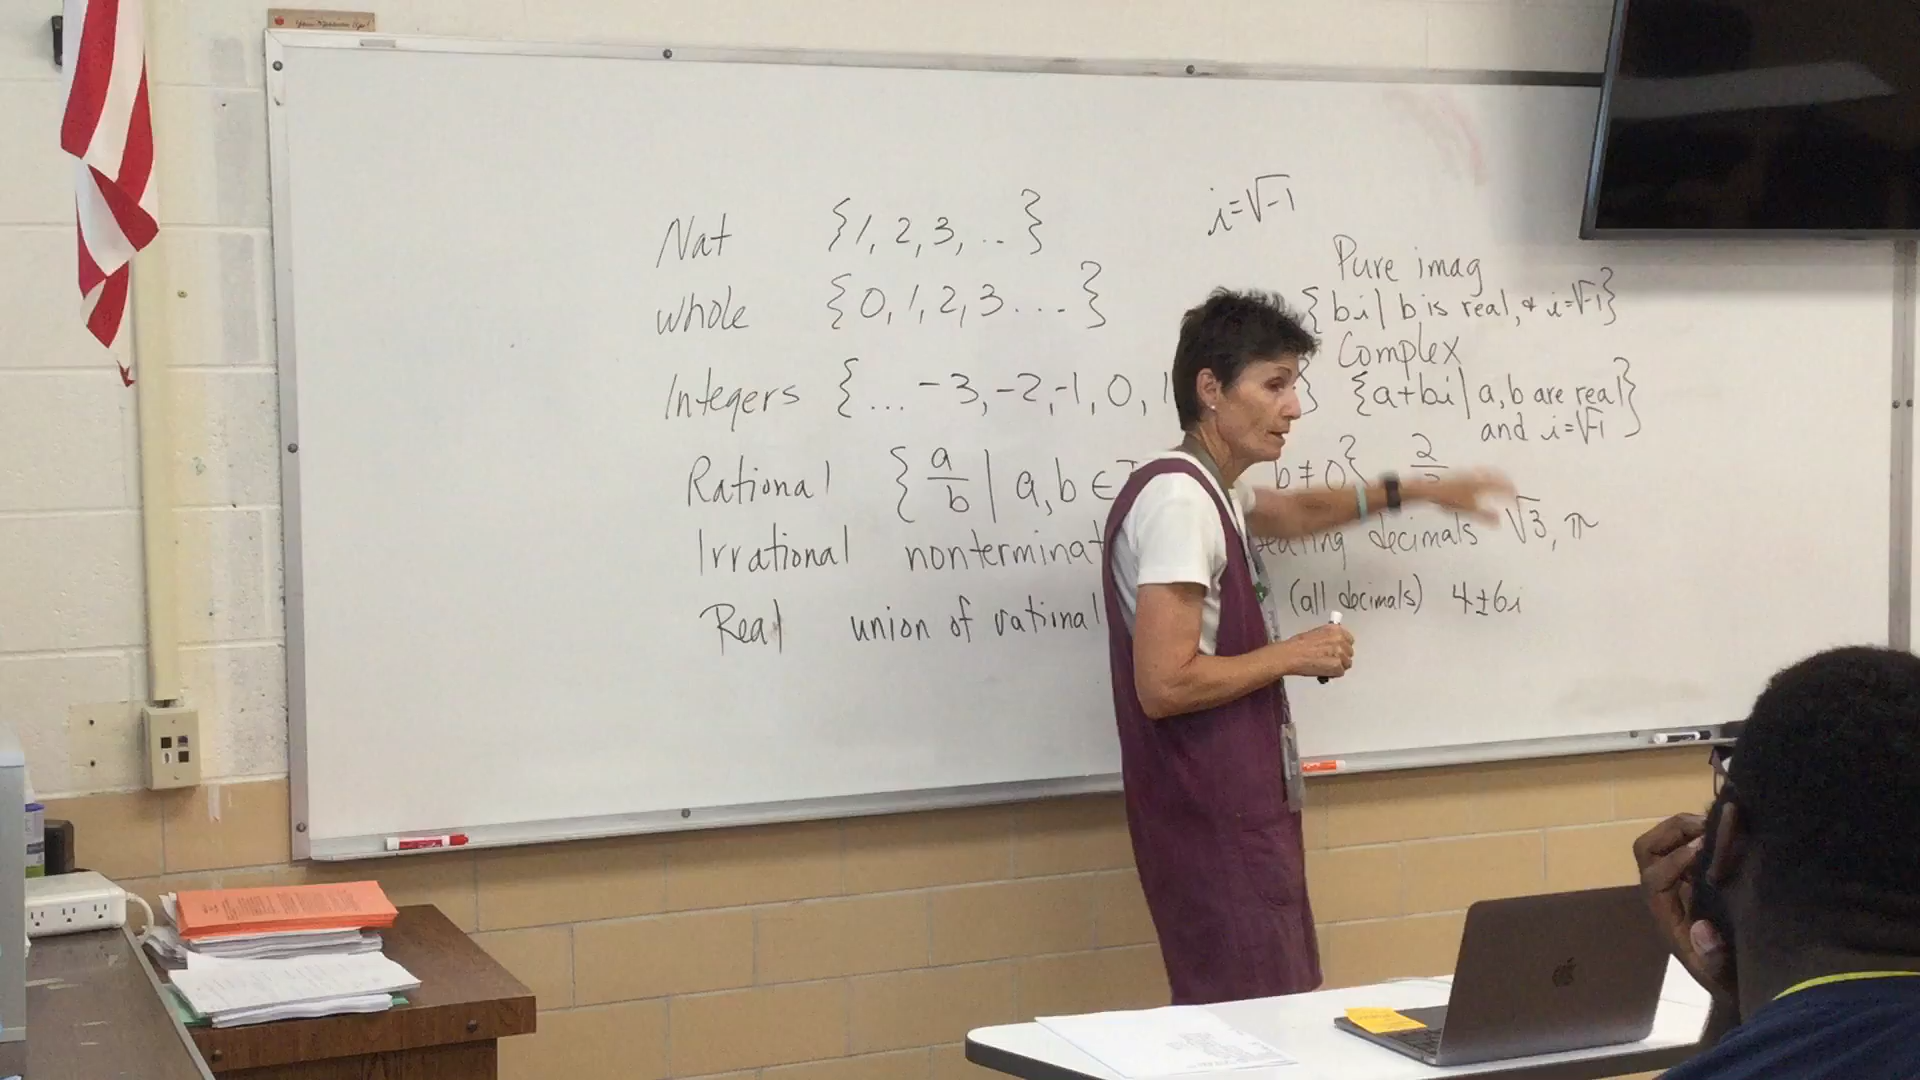 i=√-1
Nat {1, 2, 3, .. }
whole {0, 1, 2, 3 . . . . }
Integers { ... -3, -2, -1, 0, 1 }
Rational { a/b | a, b ∈ b ≠ 0} 2
Irrational nonterminat decimals √3, π
Real union of rational (all decimals) 4±6i
Pure imag
{ bi | b is real, & i=√-1}
Complex
{a+bi | a, b are real
and i=√-1}